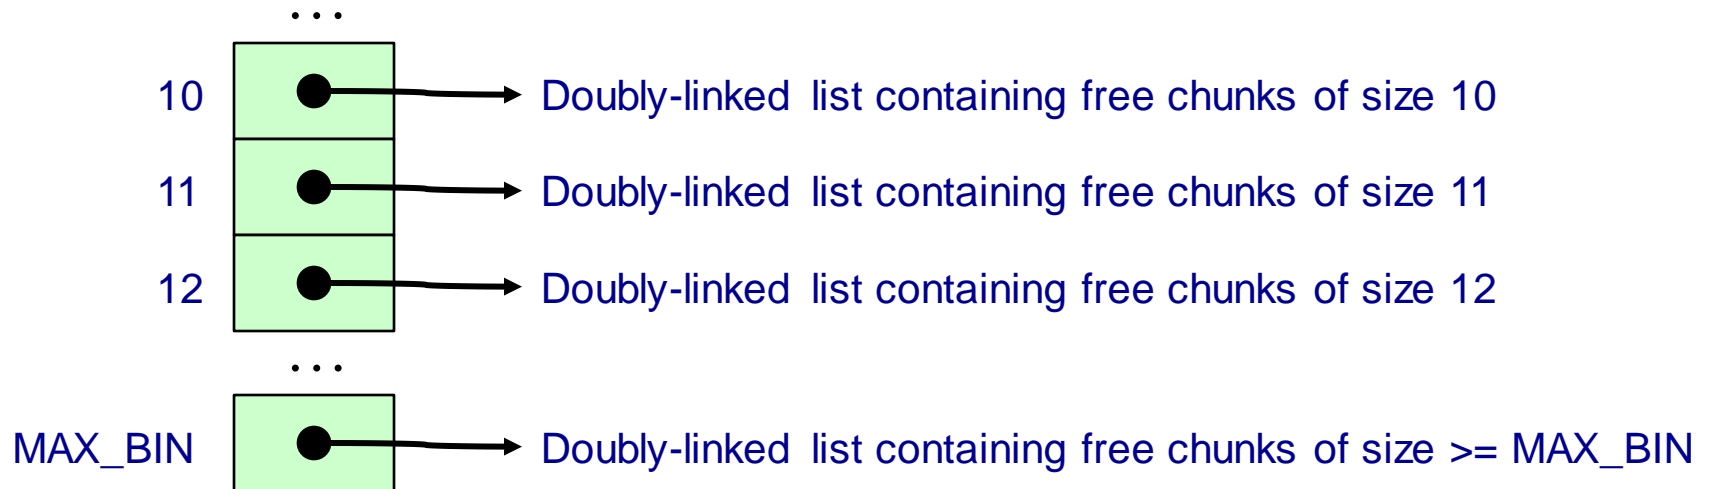 ...
10 Doubly-linked list containing free chunks of size 10
11 Doubly-linked list containing free chunks of size 11
12 Doubly-linked list containing free chunks of size 12
...
MAX_BIN Doubly-linked list containing free chunks of size >= MAX_BIN